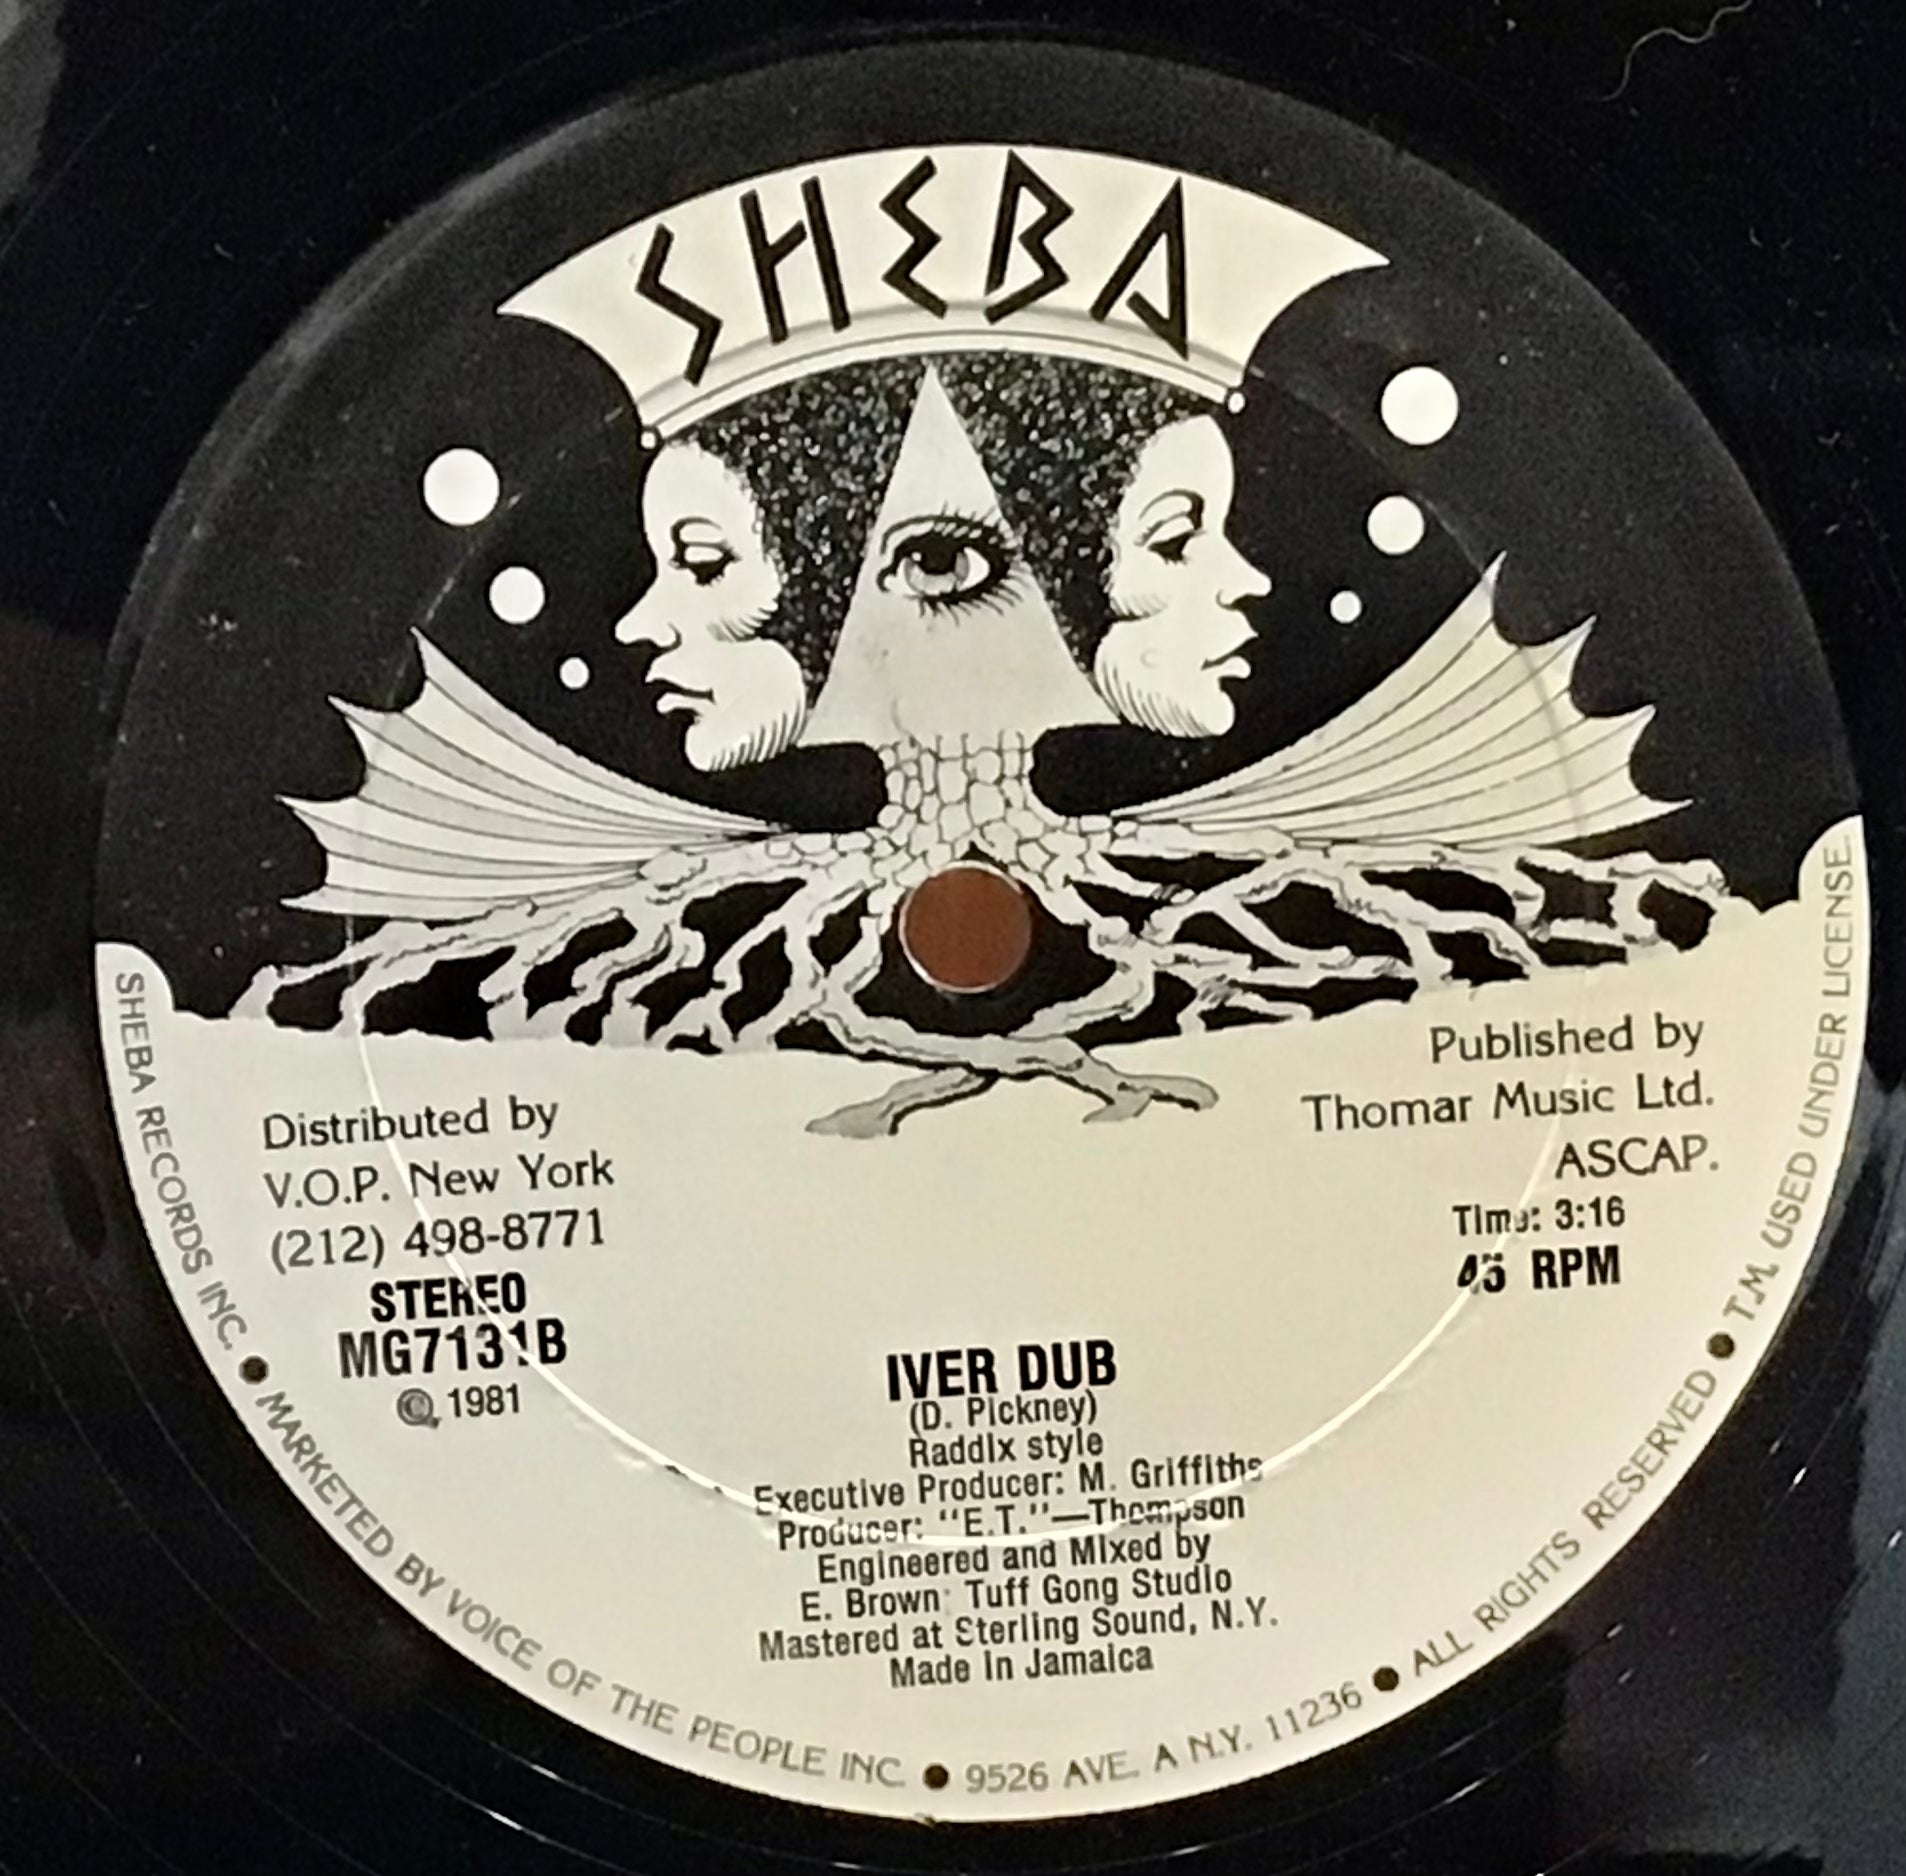 SHEBA
Published by
Thomar Music Ltd.
ASCAP.
Time: 3:16
45 RPM
Distributed by
V.O.P. New York
(212) 498-8771
STEREO
MG7131B
© 1981
IVER DUB
(D. Pickney)
Raddix style
Executive Producer: M. Griffiths
Producer: "E.T."—Thompson
Engineered and Mixed by
E. Brown: Tuff Gong Studio
Mastered at Sterling Sound, N.Y.
Made in Jamaica
SHEBA RECORDS INC. ● MARKETED BY VOICE OF THE PEOPLE INC. ● 9526 AVE. A N.Y. 11236 ● ALL RIGHTS RESERVED ● T.M. USED UNDER LICENSE.